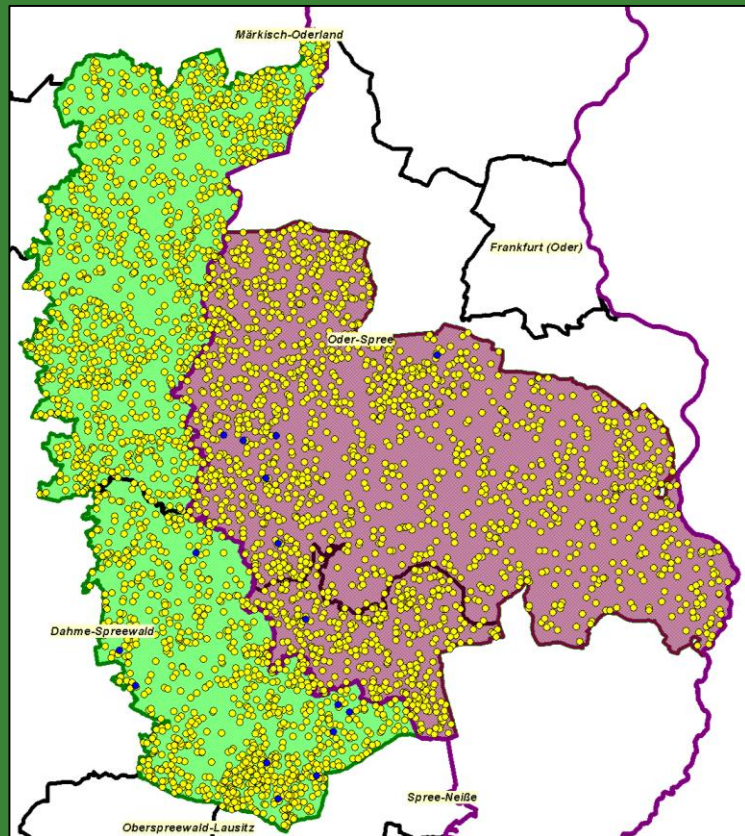 Märkisch-Oderland
Frankfurt (Oder)
Oder-Spree
Dahme-Spreewald
Spree-Neiße
Oberspreewald-Lausitz